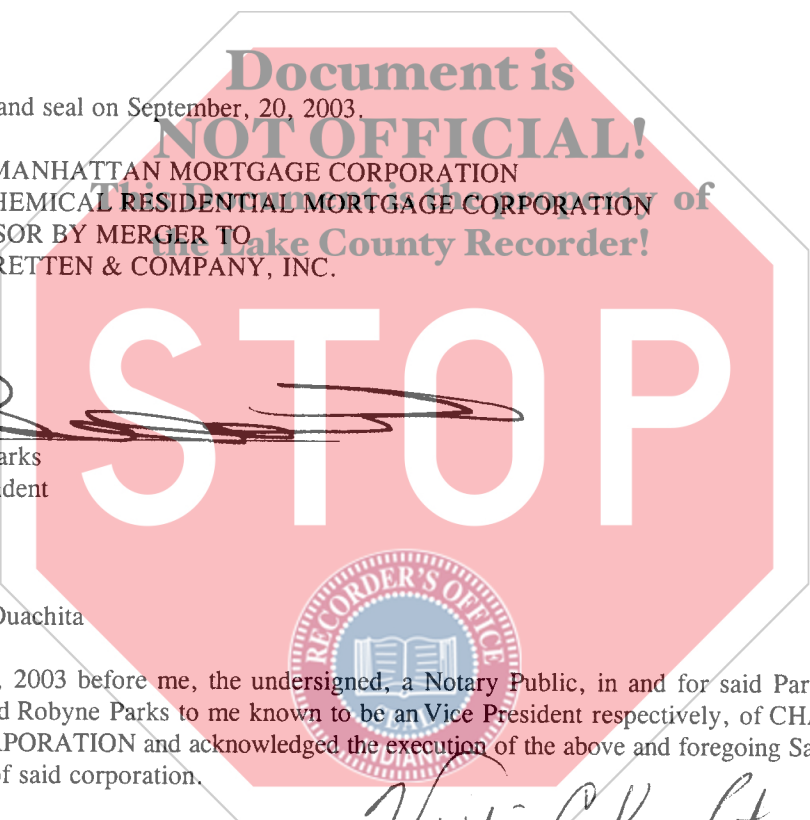 Document is
and seal on September, 20, 2003.
NOT OFFICIAL!
MANHATTAN MORTGAGE CORPORATION
This Document is the property of
HEMICAL RESIDENTIAL MORTGAGE CORPORATION
SOR BY MERGER TO
the Lake County Recorder!
RETTEN & COMPANY, INC.
STOP
arks
ident
RECORDER'S OFFICE
Ouachita
, 2003 before me, the undersigned, a Notary Public, in and for said Par
d Robyne Parks to me known to be an Vice President respectively, of CHA
RPORATION and acknowledged the execution of the above and foregoing Sa
INDIANA
of said corporation.